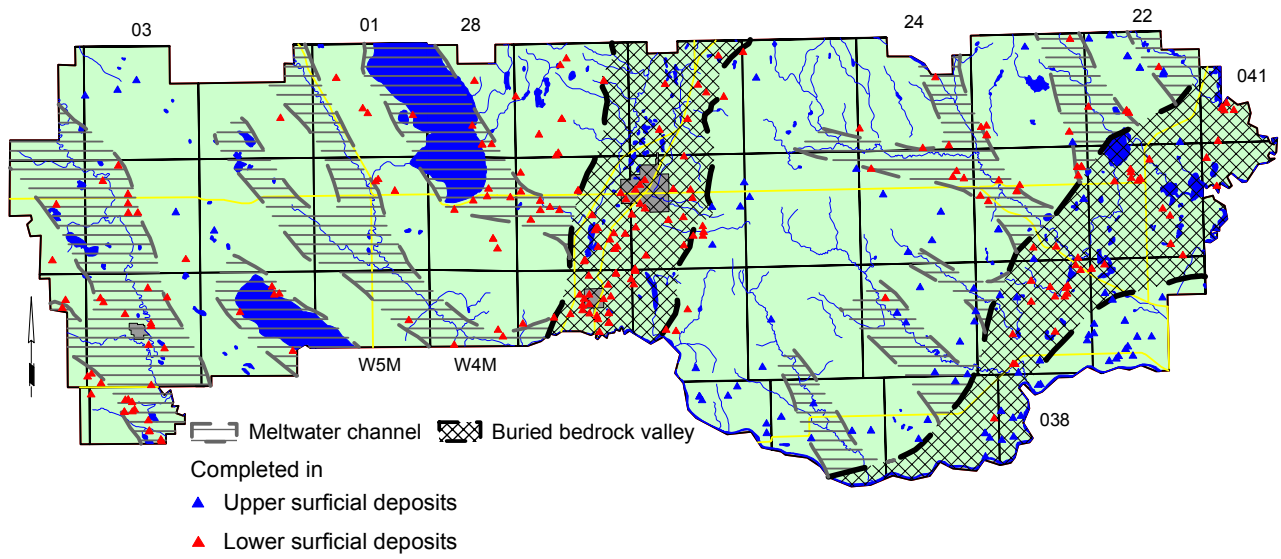 03
01
28
24
22
041
W5M
W4M
038
Meltwater channel
Buried bedrock valley
Completed in
Upper surficial deposits
Lower surficial deposits